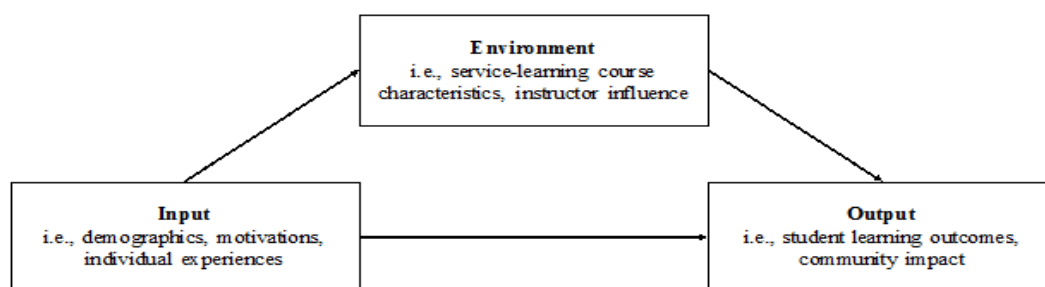 Environment
i.e., service-learning course
characteristics, instructor influence
Input
i.e., demographics, motivations,
individual experiences
Output
i.e., student learning outcomes,
community impact